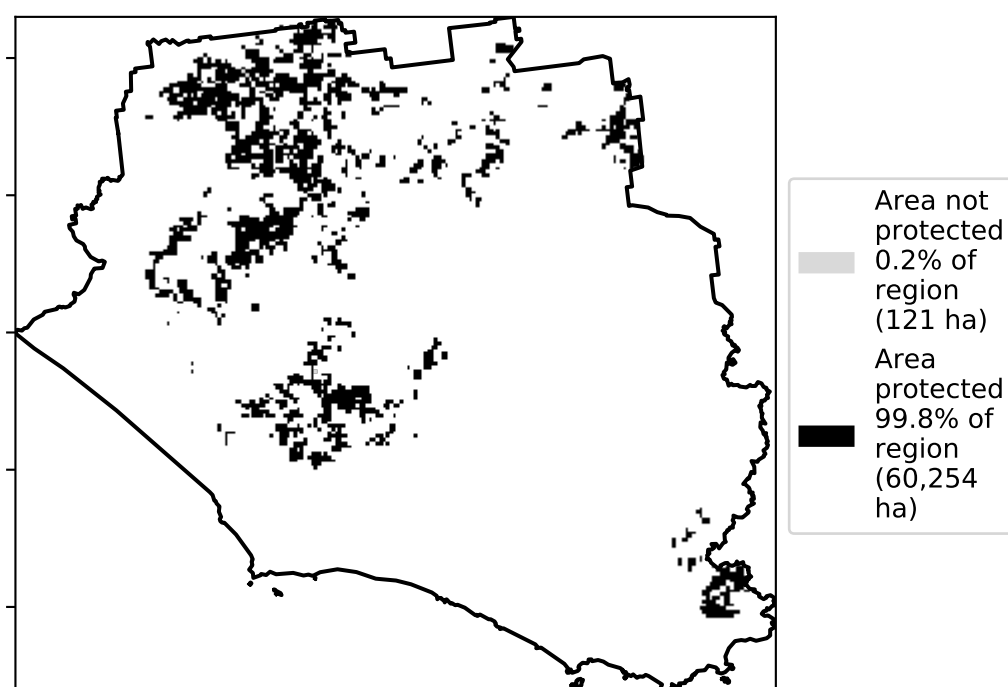 Area not
protected
0.2% of
region
(121 ha)
Area
protected
99.8% of
region
(60,254
ha)